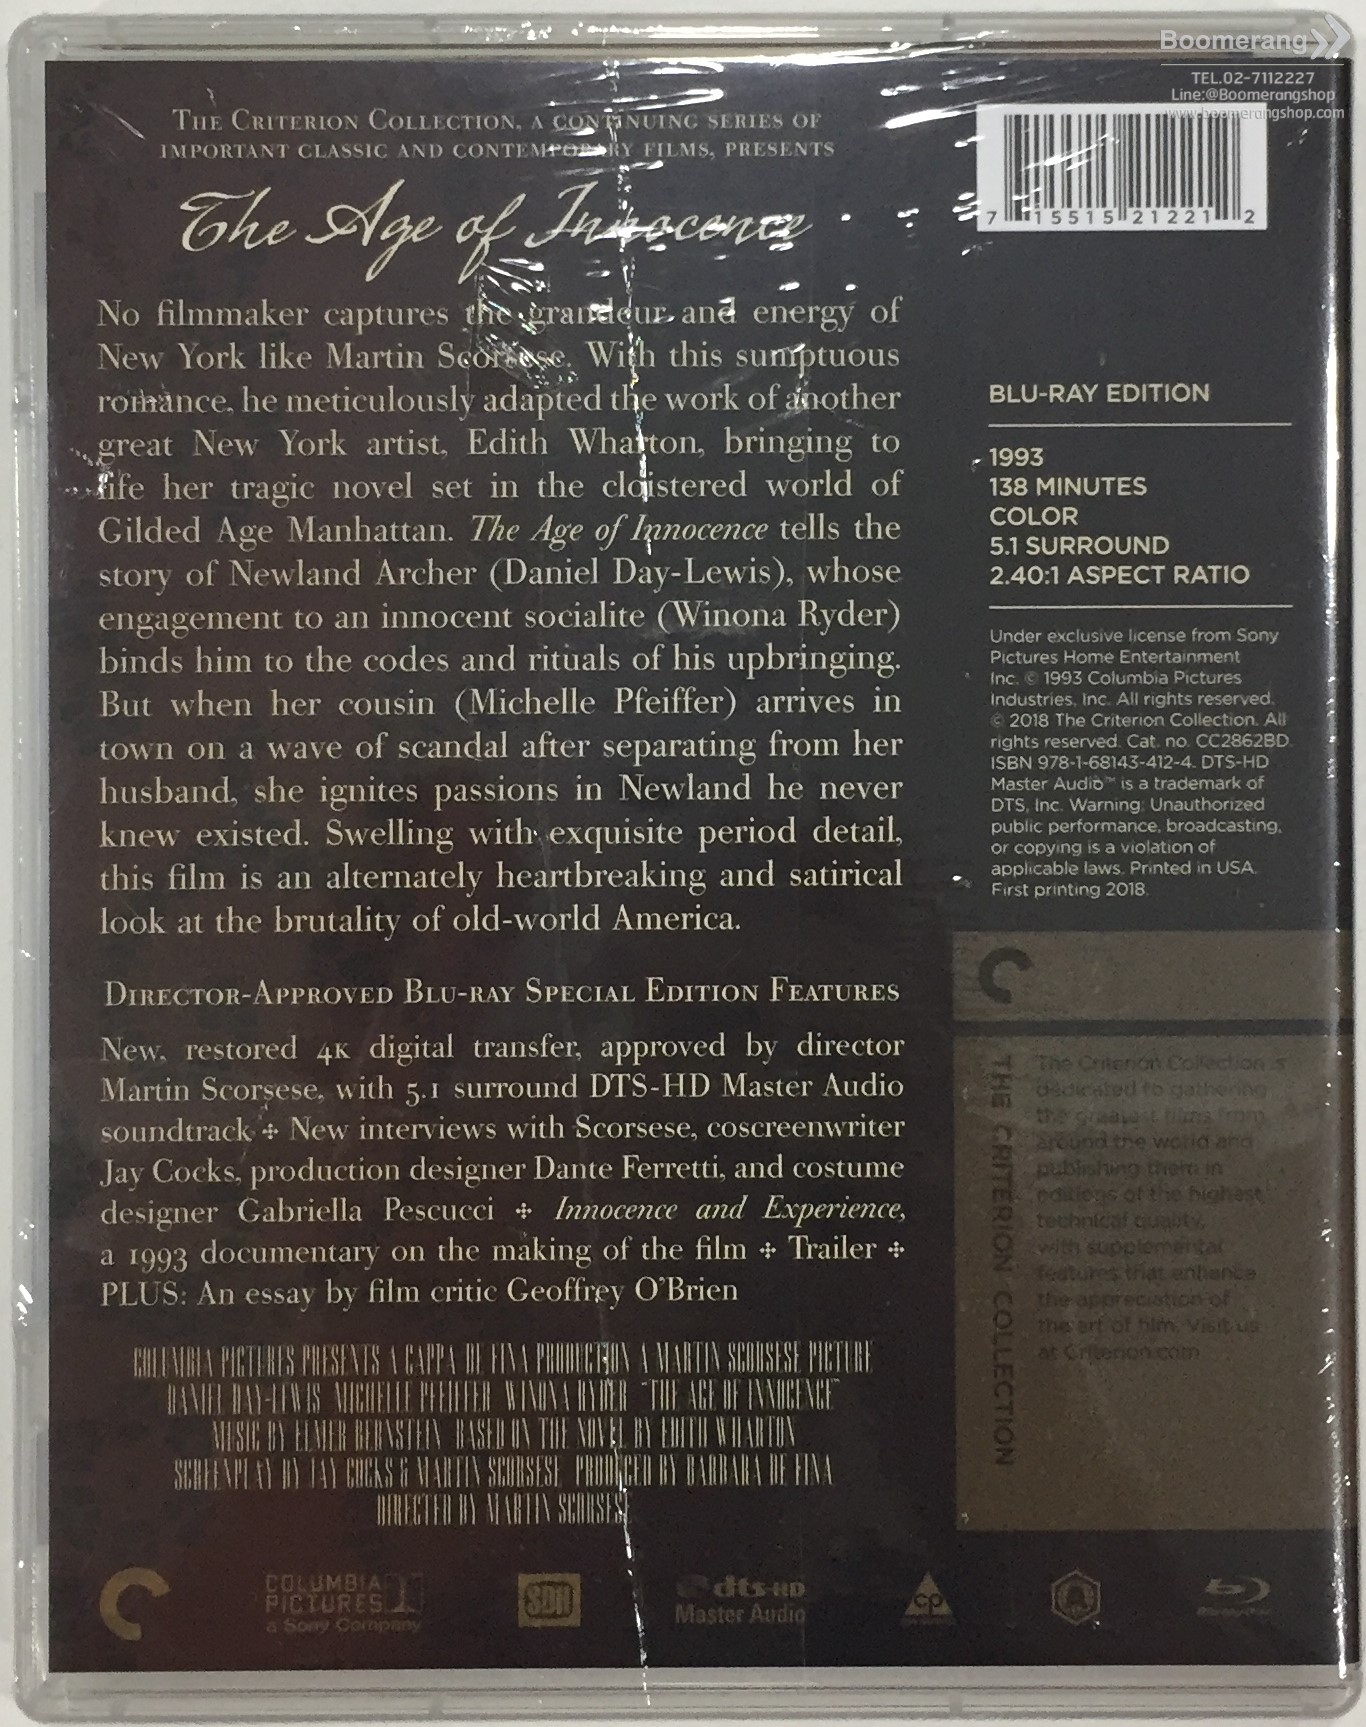 Boomerang
TEL.02-7112227
Line:@Boomerangshop
www.boomerangshop.com
THE CRITERION COLLECTION, A CONTINUING SERIES OF
IMPORTANT CLASSIC AND CONTEMPORARY FILMS, PRESENTS
The Age of Innocence
No filmmaker captures the grandeur and energy of
New York like Martin Scorsese. With this sumptuous
romance, he meticulously adapted the work of another
great New York artist, Edith Wharton, bringing to
life her tragic novel set in the cloistered world of
Gilded Age Manhattan. The Age of Innocence tells the
story of Newland Archer (Daniel Day-Lewis), whose
engagement to an innocent socialite (Winona Ryder)
binds him to the codes and rituals of his upbringing.
But when her cousin (Michelle Pfeiffer) arrives in
town on a wave of scandal after separating from her
husband, she ignites passions in Newland he never
knew existed. Swelling with exquisite period detail,
this film is an alternately heartbreaking and satirical
look at the brutality of old-world America.
DIRECTOR-APPROVED BLU-RAY SPECIAL EDITION FEATURES
New, restored 4K digital transfer, approved by director
Martin Scorsese, with 5.1 surround DTS-HD Master Audio
soundtrack ✣ New interviews with Scorsese, coscreenwriter
Jay Cocks, production designer Dante Ferretti, and costume
designer Gabriella Pescucci ✣ Innocence and Experience,
a 1993 documentary on the making of the film ✣ Trailer ✣
PLUS: An essay by film critic Geoffrey O'Brien
COLUMBIA PICTURES PRESENTS A CAPPA DE FINA PRODUCTION A MARTIN SCORSESE PICTURE
DANIEL DAY-LEWIS MICHELLE PFEIFFER WINONA RYDER "THE AGE OF INNOCENCE"
MUSIC BY ELMER BERNSTEIN BASED ON THE NOVEL BY EDITH WHARTON
SCREENPLAY BY JAY COCKS & MARTIN SCORSESE PRODUCED BY BARBARA DE FINA
DIRECTED BY MARTIN SCORSESE
7 15515 21221 2
BLU-RAY EDITION
1993
138 MINUTES
COLOR
5.1 SURROUND
2.40:1 ASPECT RATIO
Under exclusive license from Sony
Pictures Home Entertainment
Inc. © 1993 Columbia Pictures
Industries, Inc. All rights reserved.
© 2018 The Criterion Collection. All
rights reserved. Cat. no. CC2862BD.
ISBN 978-1-68143-412-4. DTS-HD
Master Audio™ is a trademark of
DTS, Inc. Warning: Unauthorized
public performance, broadcasting,
or copying is a violation of
applicable laws. Printed in USA.
First printing 2018.
THE CRITERION COLLECTION
The Criterion Collection is
dedicated to gathering
the greatest films from
around the world and
publishing them in
editions of the highest
technical quality,
with supplemental
features that enhance
the appreciation of
the art of film. Visit us
at Criterion.com
COLUMBIA
PICTURES
a Sony Company
SDH
dts-HD
Master Audio
cp
Blu-ray Disc